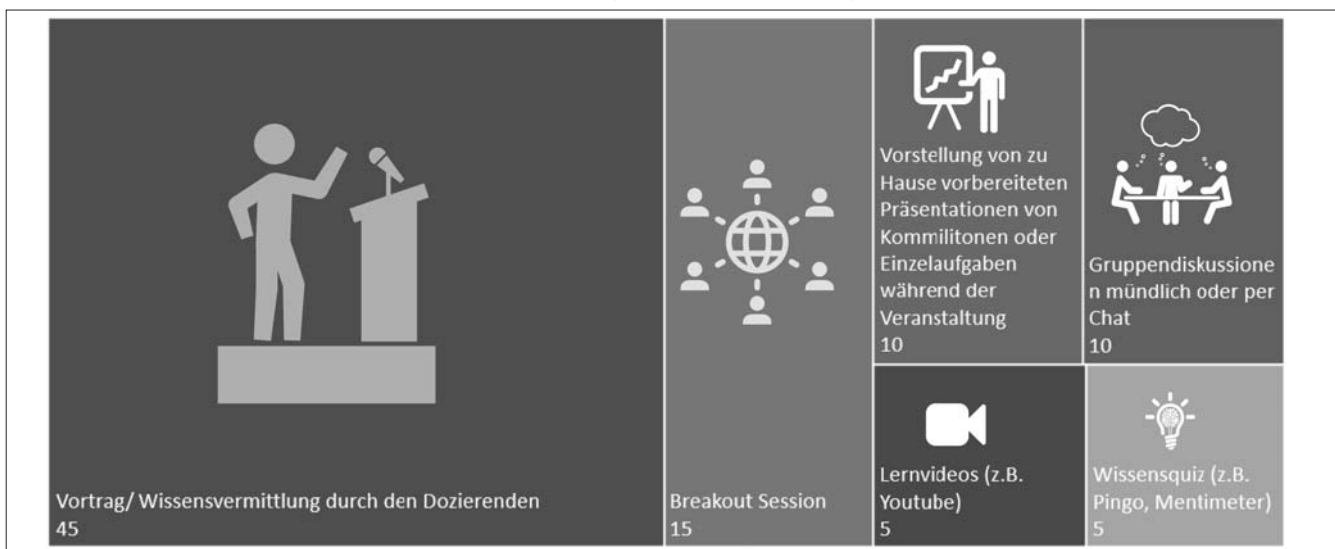 Vortrag/ Wissensvermittlung durch den Dozierenden
45
Breakout Session
15
Vorstellung von zu
Hause vorbereiteten
Präsentationen von
Kommilitonen oder
Einzelaufgaben
während der
Veranstaltung
10
Gruppendiskussione
n mündlich oder per
Chat
10
Lernvideos (z.B.
Youtube)
5
Wissensquiz (z.B.
Pingo, Mentimeter)
5